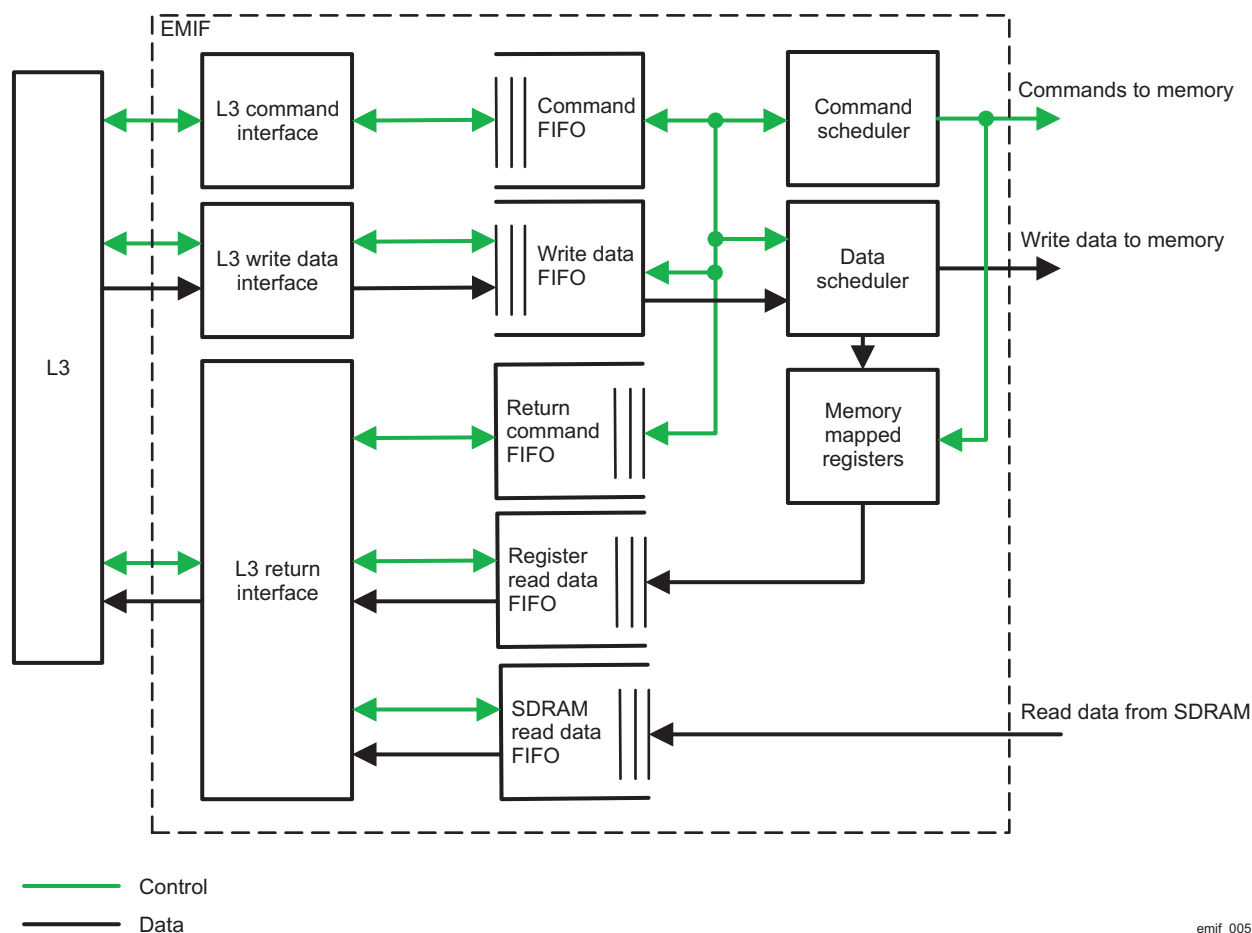 EMIF
L3 command
interface
Command
FIFO
Command
scheduler
Commands to memory
L3 write data
interface
Write data
FIFO
Data
scheduler
Write data to memory
L3
Return
command
FIFO
Memory
mapped
registers
L3 return
interface
Register
read data
FIFO
SDRAM
read data
FIFO
Read data from SDRAM
Control
Data
emif_005